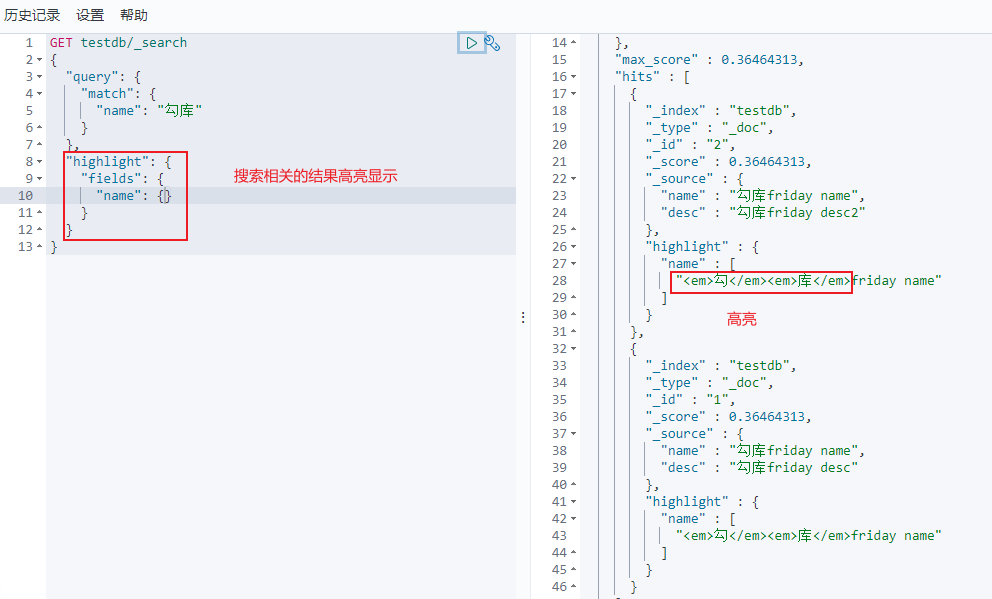 历史记录 设置 帮助
1 GET testdb/_search
2 {
3 "query": {
4 "match": {
5 "name": "勾库"
6 }
7 },
8 "highlight": {
9 "fields": {
10 "name": {}
11 }
12 }
13 }
搜索相关的结果高亮显示
14 },
15 "max_score" : 0.36464313,
16 "hits" : [
17 {
18 "_index" : "testdb",
19 "_type" : "_doc",
20 "_id" : "2",
21 "_score" : 0.36464313,
22 "_source" : {
23 "name" : "勾库friday name",
24 "desc" : "勾库friday desc2"
25 },
26 "highlight" : {
27 "name" : [
28 "<em>勾</em><em>库</em>friday name"
29 ]
30 }
高亮
31 },
32 {
33 "_index" : "testdb",
34 "_type" : "_doc",
35 "_id" : "1",
36 "_score" : 0.36464313,
37 "_source" : {
38 "name" : "勾库friday name",
39 "desc" : "勾库friday desc"
40 },
41 "highlight" : {
42 "name" : [
43 "<em>勾</em><em>库</em>friday name"
44 ]
45 }
46 }